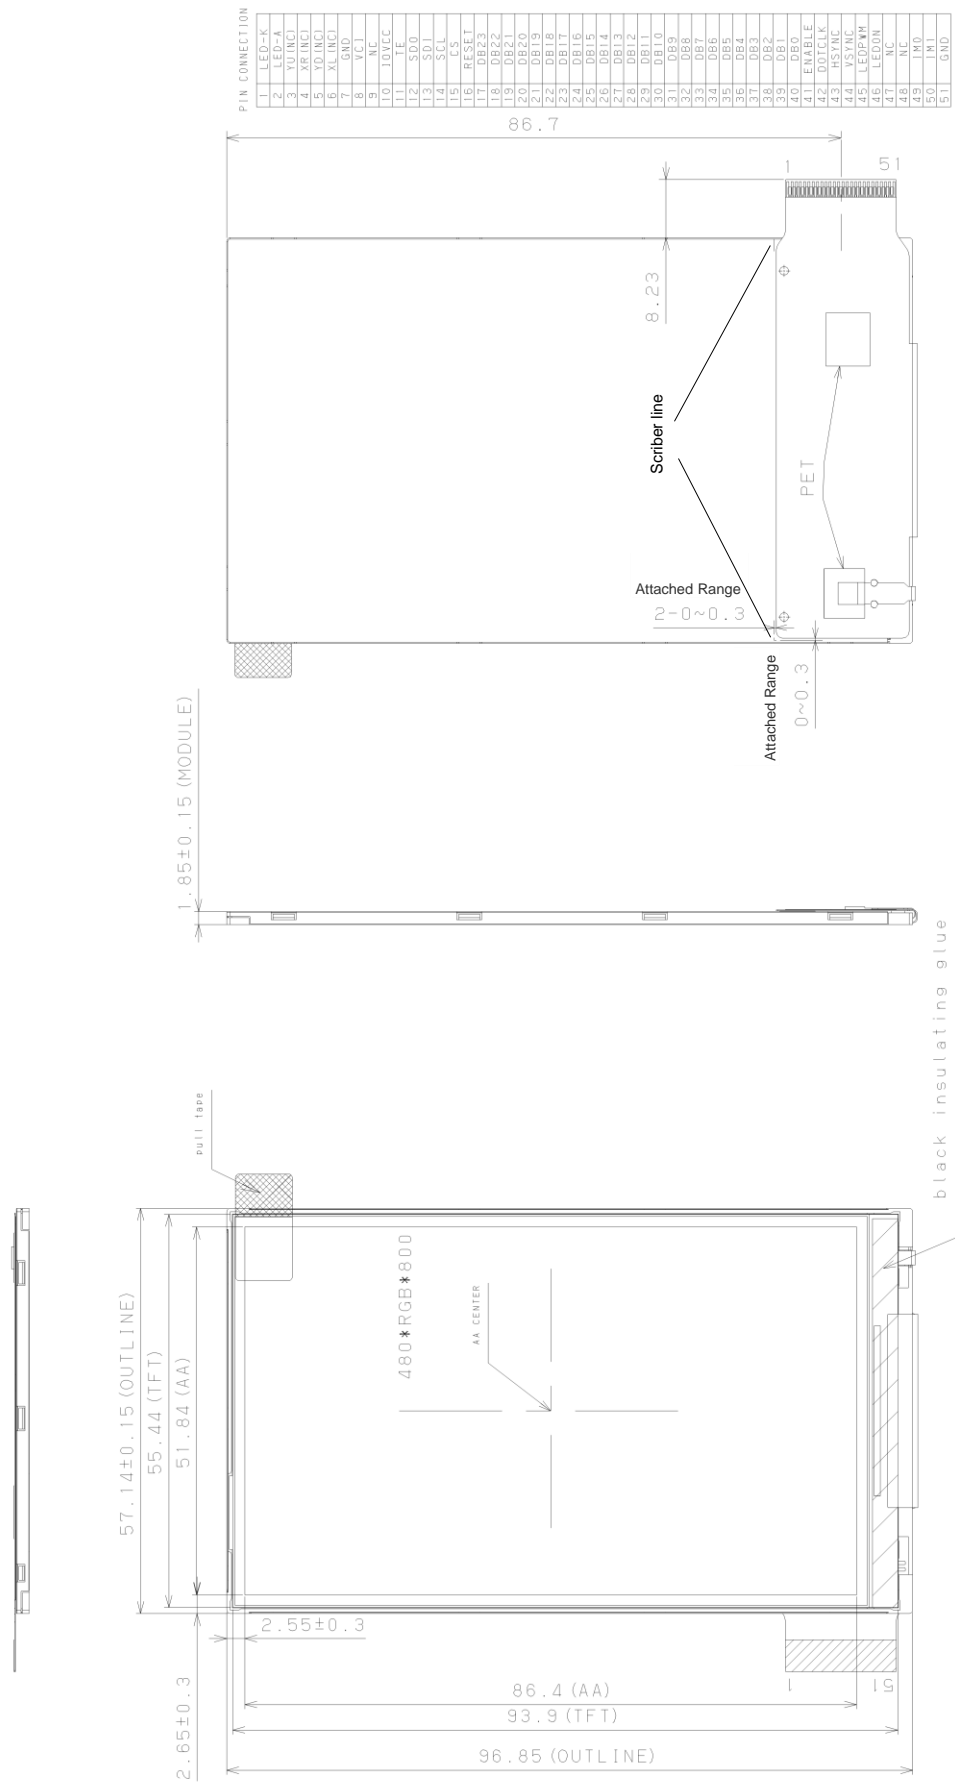 PIN CONNECTION
1 LED-K
2 LED-A
3 YU(NC)
4 XR(NC)
5 YD(NC)
6 XL(NC)
7 GND
8 VCI
9 NC
10 IOVCC
11 TE
12 SDO
13 SDI
14 SCL
15 CS
16 RESET
17 DB23
18 DB22
19 DB21
20 DB20
21 DB19
22 DB18
23 DB17
24 DB16
25 DB15
26 DB14
27 DB13
28 DB12
29 DB11
30 DB10
31 DB9
32 DB8
33 DB7
34 DB6
35 DB5
36 DB4
37 DB3
38 DB2
39 DB1
40 DB0
41 ENABLE
42 DOTCLK
43 HSYNC
44 VSYNC
45 LEDPWM
46 LEDON
47 NC
48 NC
49 IM0
50 IM1
51 GND
86.7
1
51
8.23
Scriber line
PET
Attached Range
2-0~0.3
Attached Range
0~0.3
1.85±0.15(MODULE)
black insulating glue
pull tape
57.14±0.15(OUTLINE)
55.44(TFT)
51.84(AA)
480*RGB*800
AA CENTER
2.55±0.3
2.65±0.3
1
51
86.4(AA)
93.9(TFT)
96.85(OUTLINE)